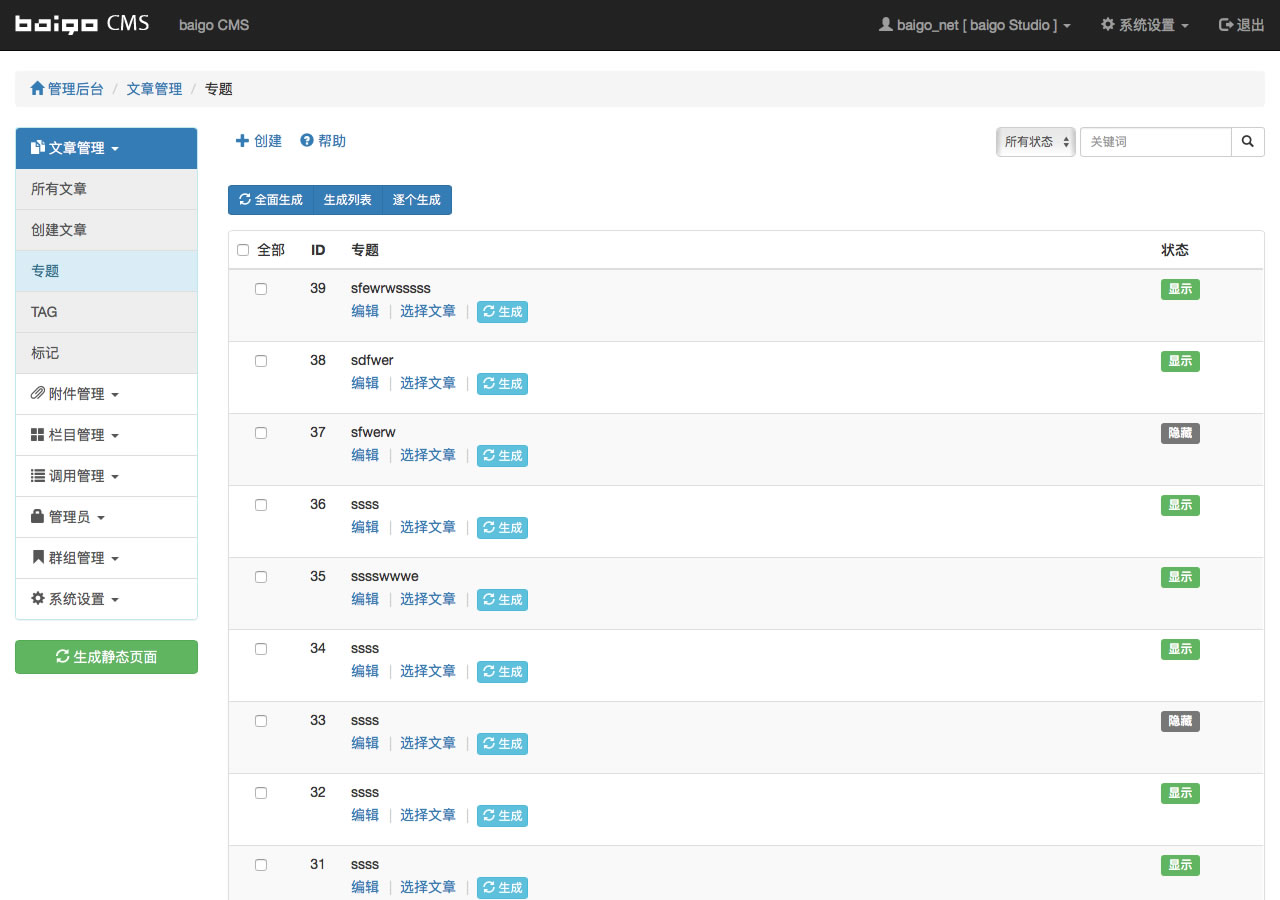 baigo CMS baigo CMS baigo_net [ baigo Studio ] 系统设置 退出
管理后台 / 文章管理 / 专题
文章管理
所有文章
创建文章
专题
TAG
标记
附件管理
栏目管理
调用管理
管理员
群组管理
系统设置
生成静态页面
创建 帮助 所有状态 关键词
全面生成 生成列表 逐个生成
全部 ID 专题 状态
39 sfewrwsssss 显示
编辑 | 选择文章 | 生成
38 sdfwer 显示
编辑 | 选择文章 | 生成
37 sfwerw 隐藏
编辑 | 选择文章 | 生成
36 ssss 显示
编辑 | 选择文章 | 生成
35 sssswwwe 显示
编辑 | 选择文章 | 生成
34 ssss 显示
编辑 | 选择文章 | 生成
33 ssss 隐藏
编辑 | 选择文章 | 生成
32 ssss 显示
编辑 | 选择文章 | 生成
31 ssss 显示
编辑 | 选择文章 | 生成